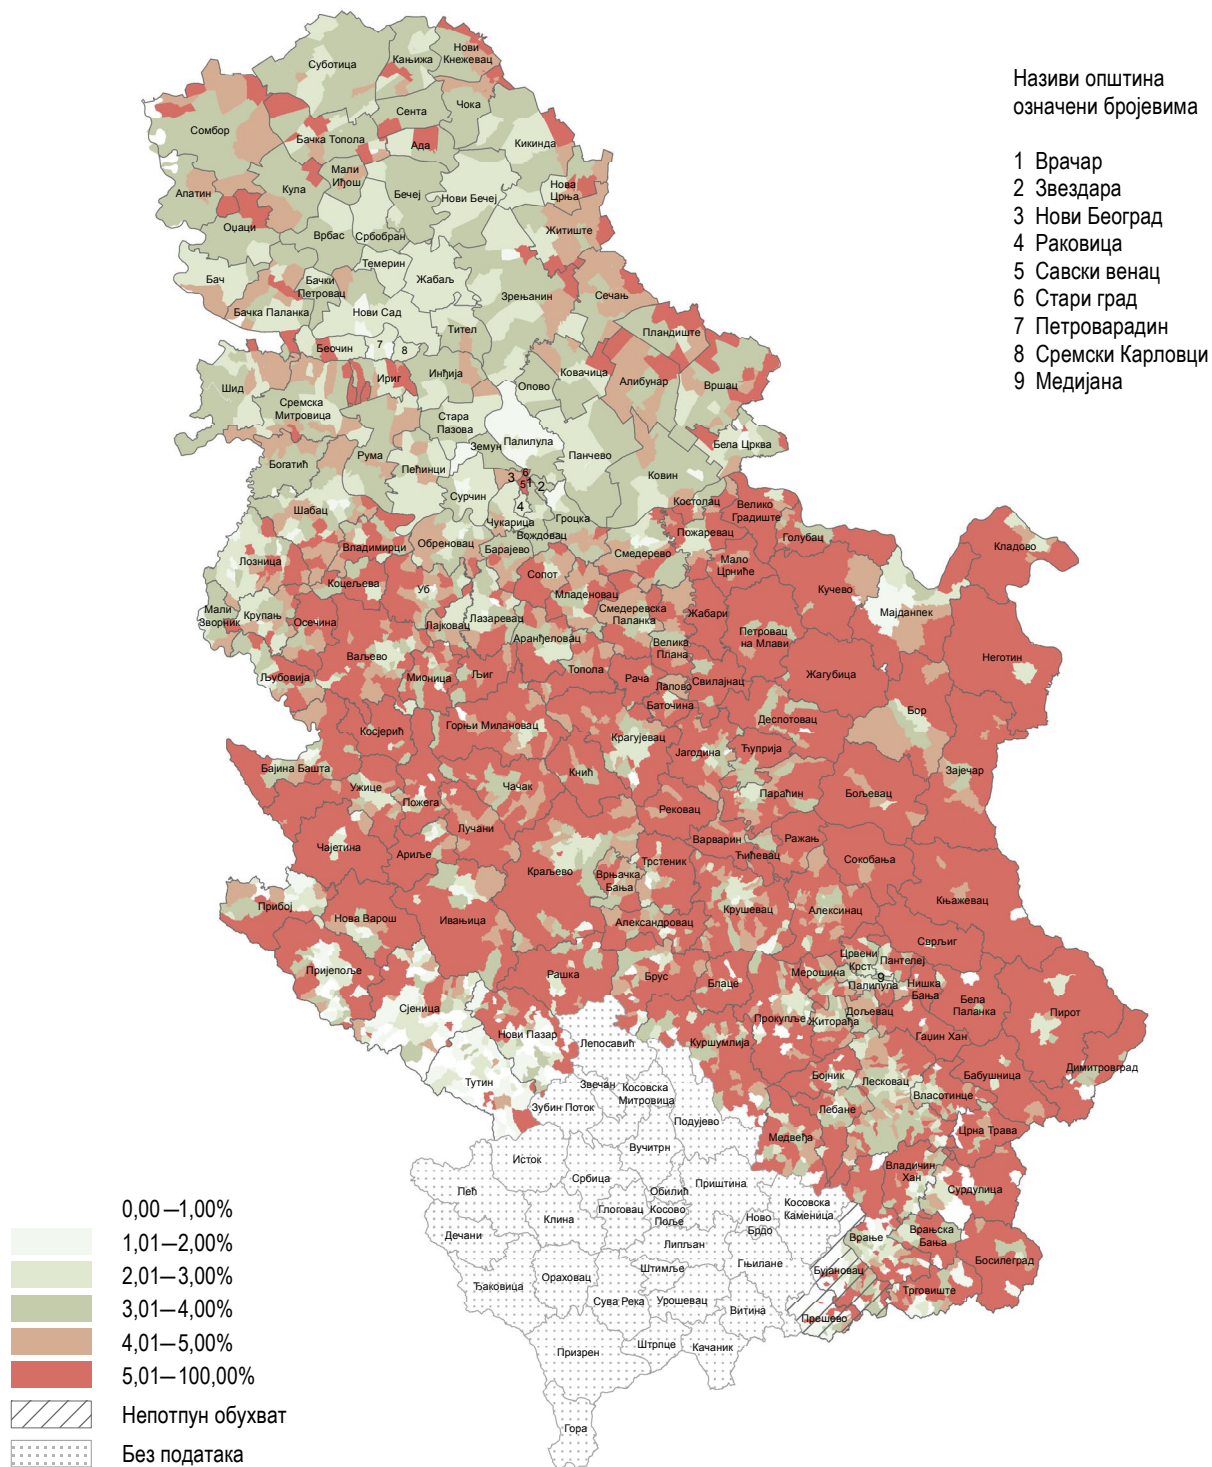 Називи општина
означени бројевима
1 Врачар
2 Звездара
3 Нови Београд
4 Раковица
5 Савски венац
6 Стари град
7 Петроварадин
8 Сремски Карловци
9 Медијана
Суботица
Кањижа
Нови
Кнежевац
Сента
Чока
Сомбор
Бачка Топола
Ада
Кикинда
Мали
Иђош
Апатин
Кула
Бечеј
Нови Бечеј
Нова
Црња
Оџаци
Врбас
Србобран
Житиште
Темерин
Бач
Бачки
Петровац
Жабаљ
Зрењанин
Сечањ
Бачка Паланка
Нови Сад
Тител
Пландиште
Беочин
7
8
Шид
Ириг
Инђија
Ковачица
Опово
Алибунар
Вршац
Сремска
Митровица
Стара
Пазова
Земун
Палилула
Бела Црква
Богатић
Рума
Пећинци
Панчево
Ковин
3
6
5
1
2
4
Сурчин
Шабац
Чукарица
Гроцка
Вождовац
Костолац
Велико
Градиште
Пожаревац
Голубац
Владимирци
Обреновац
Барајево
Смедерево
Кладово
Лозница
Сопот
Мало
Црниће
Коцељева
Уб
Младеновац
Кучево
Мали
Зворник
Крупањ
Осечина
Лајковац
Лазаревац
Смедеревска
Паланка
Жабари
Мајданпек
Аранђеловац
Петровац
на Млави
Ваљево
Велика
Плана
Неготин
Љубовија
Мионица
Љиг
Топола
Рача
Лапово
Свилајнац
Жагубица
Баточина
Бор
Косјерић
Горњи Милановац
Деспотовац
Крагујевац
Јагодина
Ћуприја
Бајина Башта
Кнић
Зајечар
Ужице
Пожега
Чачак
Параћин
Бољевац
Рековац
Лучани
Чајетина
Ариље
Варварин
Ражањ
Трстеник
Ћићевац
Сокобања
Краљево
Врњачка
Бања
Прибој
Нова Варош
Ивањица
Крушевац
Алексинац
Књажевац
Александровац
Сврљиг
Црвени
Крст
Пантелеј
Пријепоље
Рашка
Брус
Блаце
Мерошина
9
Палилула
Нишка
Бања
Бела
Паланка
Сјеница
Прокупље
Житорађа
Дољевац
Пирот
Нови Пазар
Лепосавић
Куршумлија
Гаџин Хан
Димитровград
Тутин
Звечан
Косовска
Митровица
Бојник
Лесковац
Бабушница
Зубин Поток
Подујево
Лебане
Власотинце
Медвеђа
Црна Трава
Исток
Вучитрн
Србица
Владичин
Хан
Сурдулица
Пећ
Обилић
Приштина
Клина
Глоговац
Косово
Поље
Ново
Брдо
Косовска
Каменица
Дечани
Липљан
Врање
Врањска
Бања
Босилеград
Ђаковица
Ораховац
Штимље
Гњилане
Бујановац
Сува Река
Урошевац
Витина
Трговиште
Прешево
Призрен
Штрпце
Качаник
Гора
0,00—1,00%
1,01—2,00%
2,01—3,00%
3,01—4,00%
4,01—5,00%
5,01—100,00%
Непотпун обухват
Без података